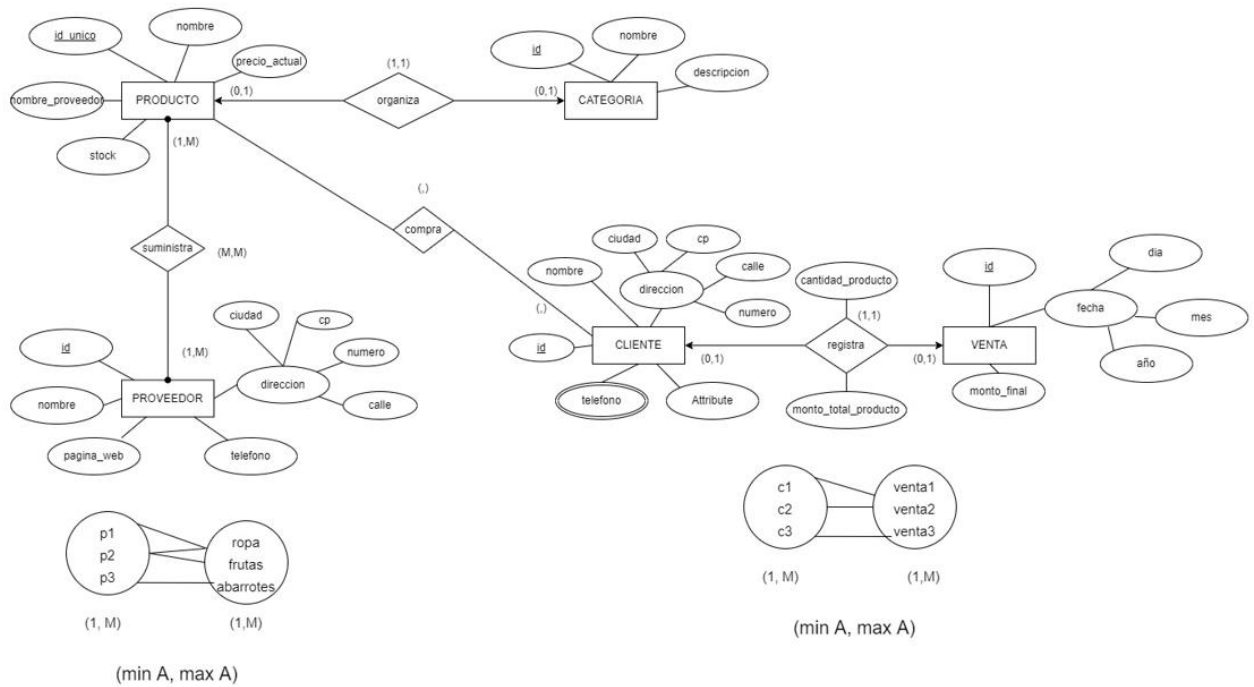 nombre
id_unico
precio_actual
nombre_proveedor
PRODUCTO
stock
(0,1)
(1,M)
(1,1)
organiza
(0,1)
id
nombre
descripcion
CATEGORIA
(,)
compra
(,)
suministra
(M,M)
(1,M)
PROVEEDOR
id
nombre
pagina_web
telefono
ciudad
cp
numero
direccion
calle
ciudad
cp
nombre
direccion
calle
numero
id
CLIENTE
telefono
Attribute
(0,1)
cantidad_producto
(1,1)
registra
monto_total_producto
(0,1)
id
VENTA
monto_final
fecha
dia
mes
año
p1
p2
p3
ropa
frutas
abarrotes
(1, M)
(1,M)
(min A, max A)
c1
c2
c3
venta1
venta2
venta3
(1, M)
(1,M)
(min A, max A)